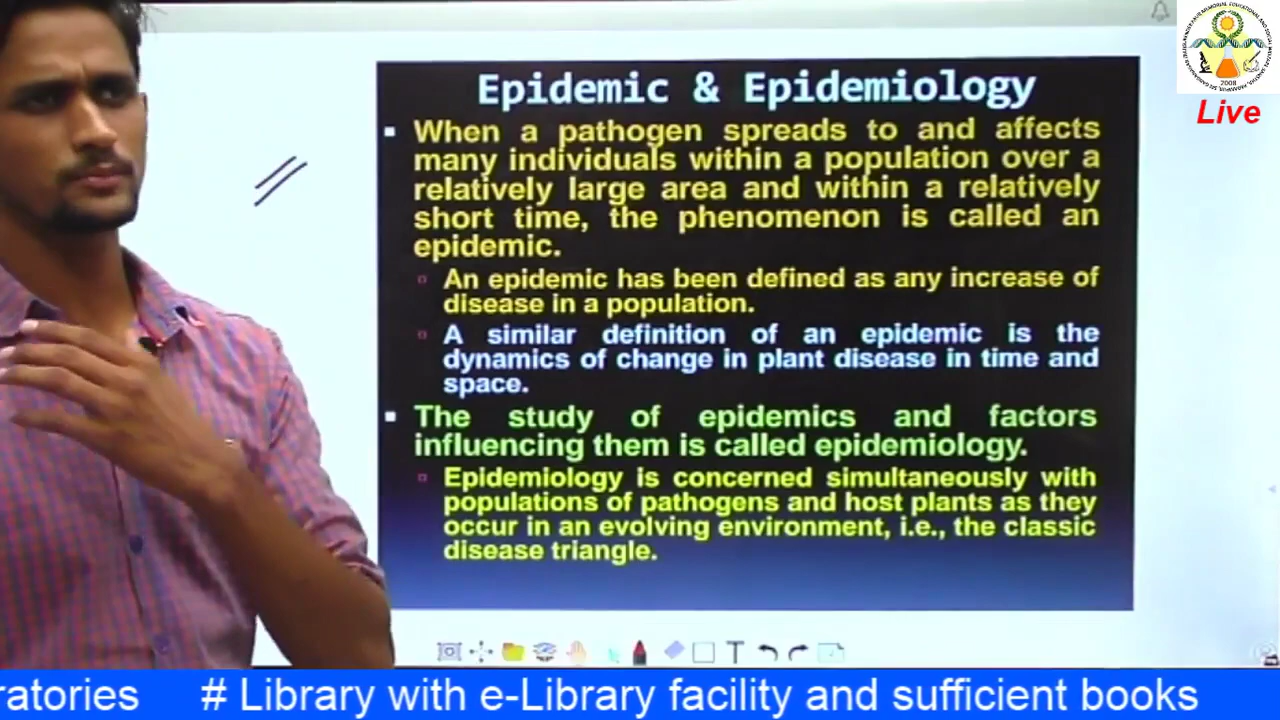 Epidemic & Epidemiology
▪ When a pathogen spreads to and affects
many individuals within a population over a
relatively large area and within a relatively
short time, the phenomenon is called an
epidemic.
▫ An epidemic has been defined as any increase of
disease in a population.
▫ A similar definition of an epidemic is the
dynamics of change in plant disease in time and
space.
▪ The study of epidemics and factors
influencing them is called epidemiology.
▫ Epidemiology is concerned simultaneously with
populations of pathogens and host plants as they
occur in an evolving environment, i.e., the classic
disease triangle.
2008
Live
T
ratories # Library with e-Library facility and sufficient books